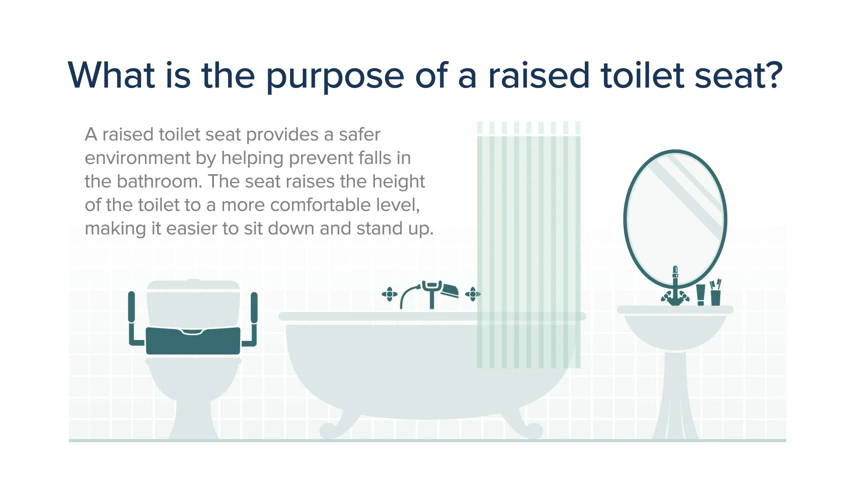 What is the purpose of a raised toilet seat?
A raised toilet seat provides a safer
environment by helping prevent falls in
the bathroom. The seat raises the height
of the toilet to a more comfortable level,
making it easier to sit down and stand up.